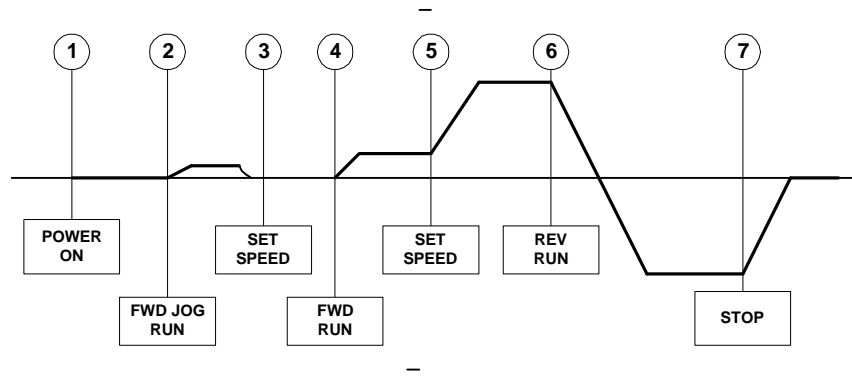 1 2 3 4 5 6 7
POWER
ON
SET
SPEED
SET
SPEED
REV
RUN
FWD JOG
RUN
FWD
RUN
STOP